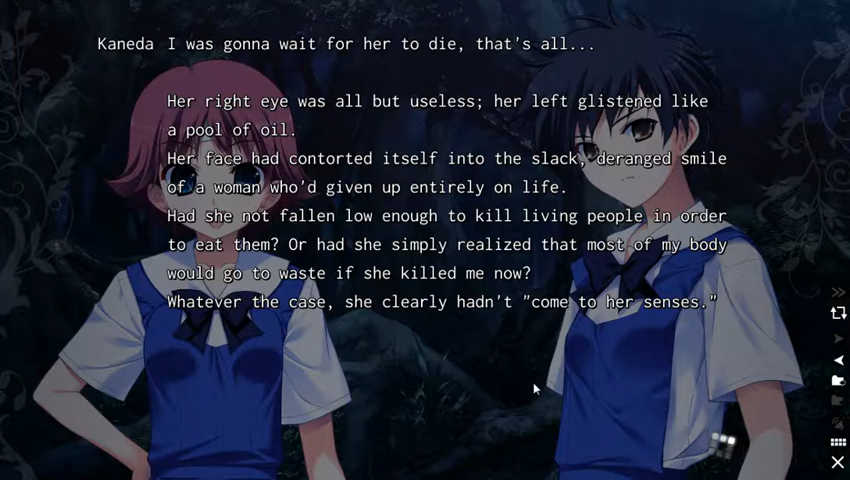 Kaneda I was gonna wait for her to die, that's all...
Her right eye was all but useless; her left glistened like
a pool of oil.
Her face had contorted itself into the slack, deranged smile
of a woman who'd given up entirely on life.
Had she not fallen low enough to kill living people in order
to eat them? Or had she simply realized that most of my body
would go to waste if she killed me now?
Whatever the case, she clearly hadn't "come to her senses."